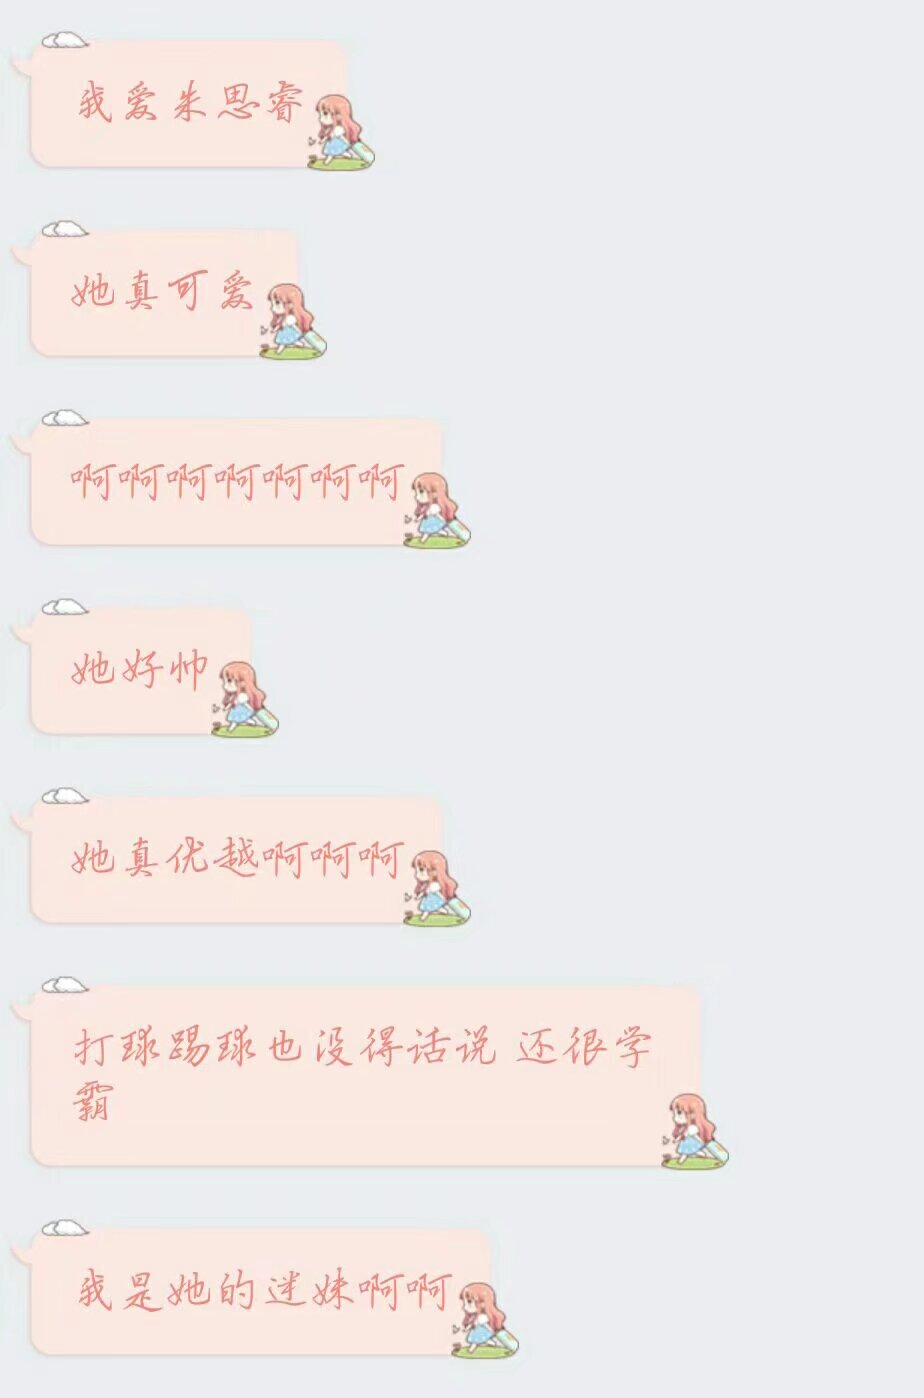 我爱朱思睿
她真可爱
啊啊啊啊啊啊啊
她好帅
她真优越啊啊啊
打球踢球也没得话说 还很学
霸
我是她的迷妹啊啊